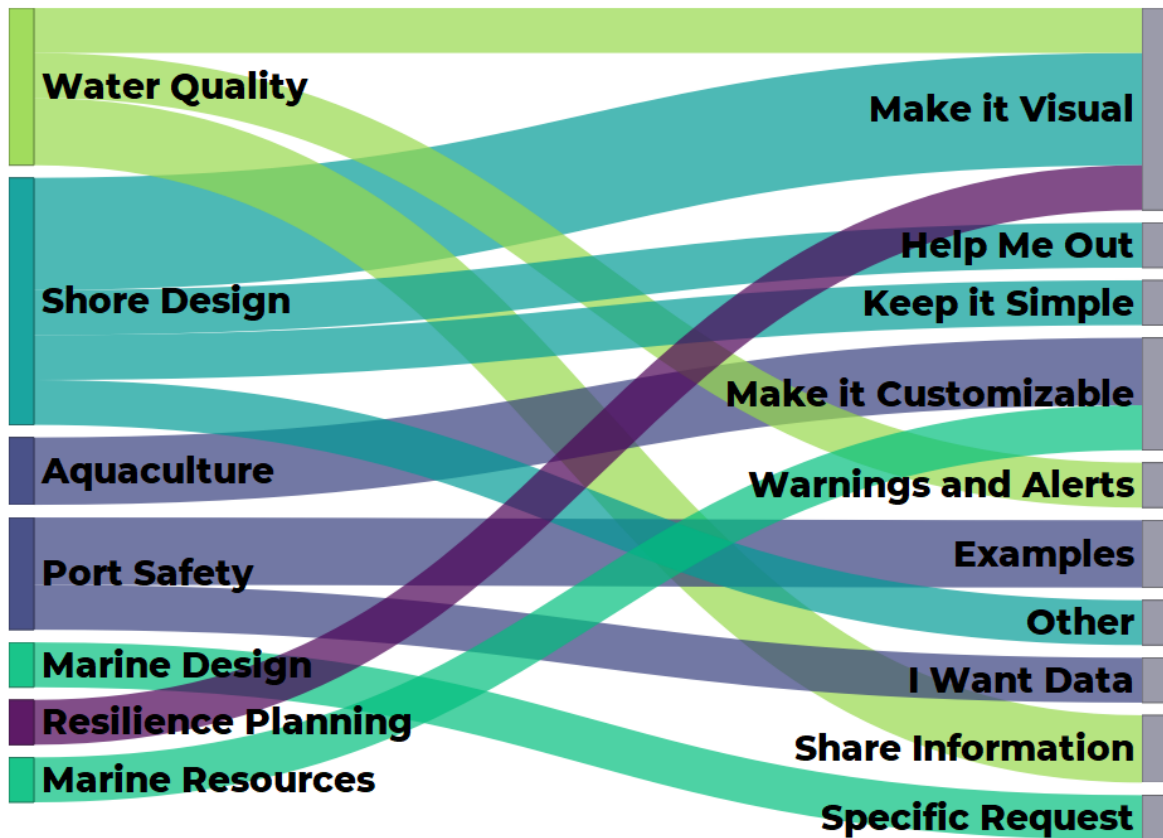 Water Quality
Shore Design
Aquaculture
Port Safety
Marine Design
Resilience Planning
Marine Resources
Make it Visual
Help Me Out
Keep it Simple
Make it Customizable
Warnings and Alerts
Examples
Other
I Want Data
Share Information
Specific Request